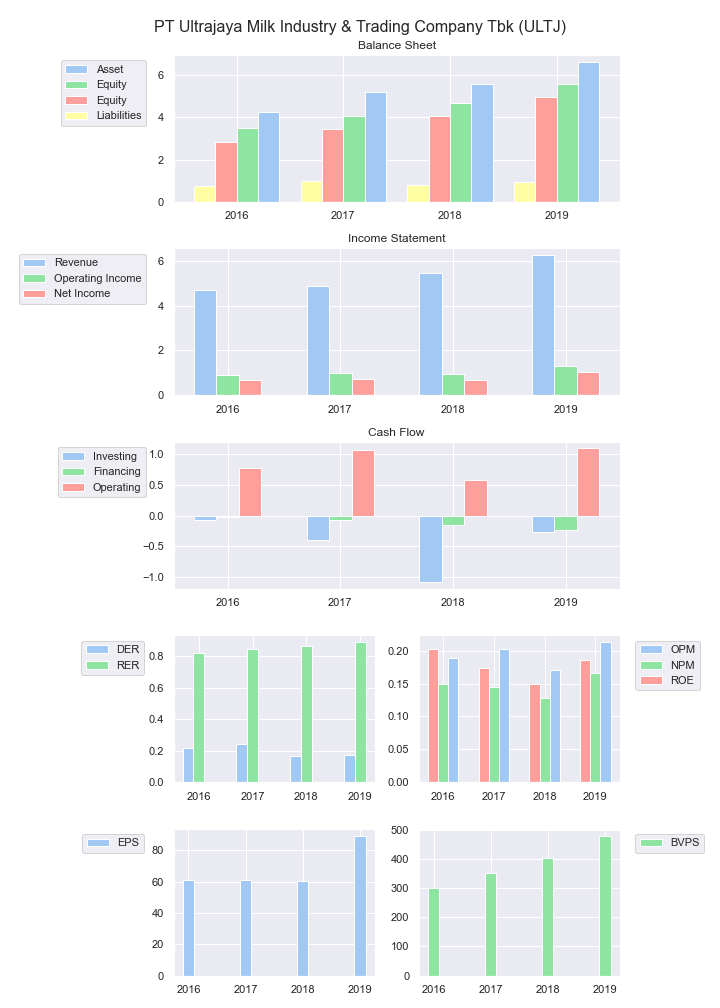 PT Ultrajaya Milk Industry & Trading Company Tbk (ULTJ)
Balance Sheet
Asset
Equity
Equity
Liabilities
6
4
2
0
2016 2017 2018 2019
Income Statement
Revenue
Operating Income
Net Income
6
4
2
0
2016 2017 2018 2019
Cash Flow
Investing
Financing
Operating
1.0
0.5
0.0
−0.5
−1.0
2016 2017 2018 2019
DER
RER
0.8
0.6
0.4
0.2
0.0
2016 2017 2018 2019
OPM
NPM
ROE
0.20
0.15
0.10
0.05
0.00
2016 2017 2018 2019
EPS
80
60
40
20
0
2016 2017 2018 2019
BVPS
500
400
300
200
100
0
2016 2017 2018 2019